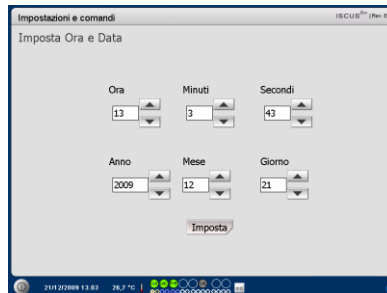 Impostazioni e comandi
Imposta Ora e Data
Ora Minuti Secondi
13 3 43
Anno Mese Giorno
2009 12 21
Imposta
21/12/2009 13.03 26,7 °C